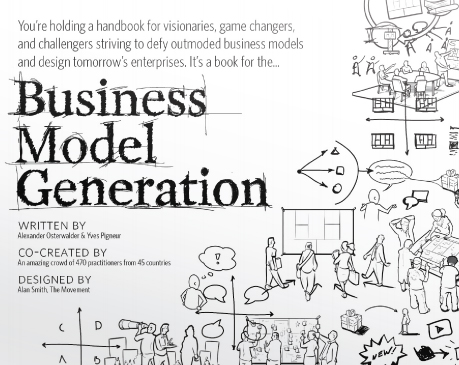 You're holding a handbook for visionaries, game changers,
and challengers striving to defy outmoded business models
and design tomorrow's enterprises. It's a book for the...
Business
Model
Generation
WRITTEN BY
Alexander Osterwalder & Yves Pigneur
CO-CREATED BY
An amazing crowd of 470 practitioners from 45 countries
DESIGNED BY
Alan Smith, The Movement
!
C D
A B
NEW!